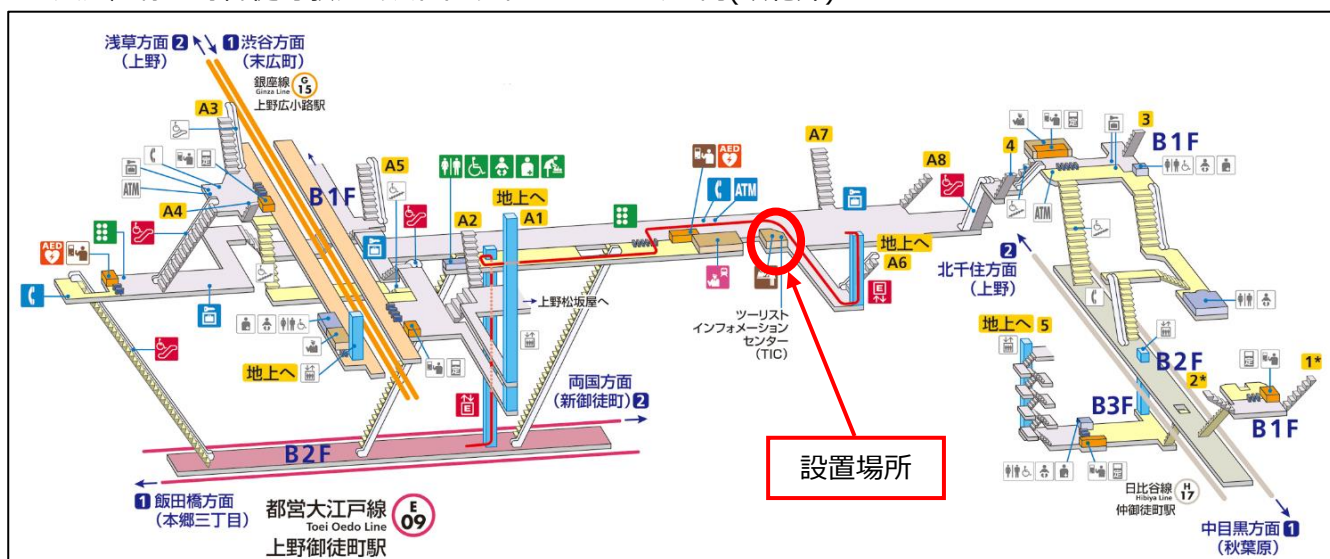 浅草方面 2
(上野)
1 渋谷方面
(末広町)
銀座線 G 15
Ginza Line
上野広小路駅
A3
ATM
A4
AED
B1F
A5
地上へ
A1
A2
→上野松坂屋へ
AED
ATM
A7
A8
地上へ
A6
E
ツーリスト
インフォメーション
センター
(TIC)
設置場所
地上へ
E
両国方面
(新御徒町) 2
B2F
1 飯田橋方面
(本郷三丁目)
都営大江戸線 E 09
Toei Oedo Line
上野御徒町駅
4
3
B1F
ATM
2
北千住方面
(上野)
地上へ 5
B2F
B3F
2*
1*
B1F
日比谷線 H 17
Hibiya Line
仲御徒町駅
中目黒方面 1
(秋葉原)